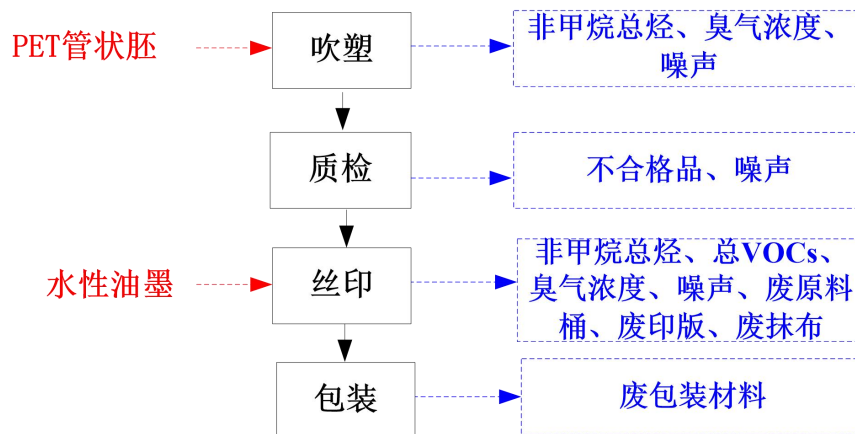 PET管状胚
吹塑
非甲烷总烃、臭气浓度、
噪声
质检
不合格品、噪声
水性油墨
丝印
非甲烷总烃、总VOCs、
臭气浓度、噪声、废原料
桶、废印版、废抹布
包装
废包装材料